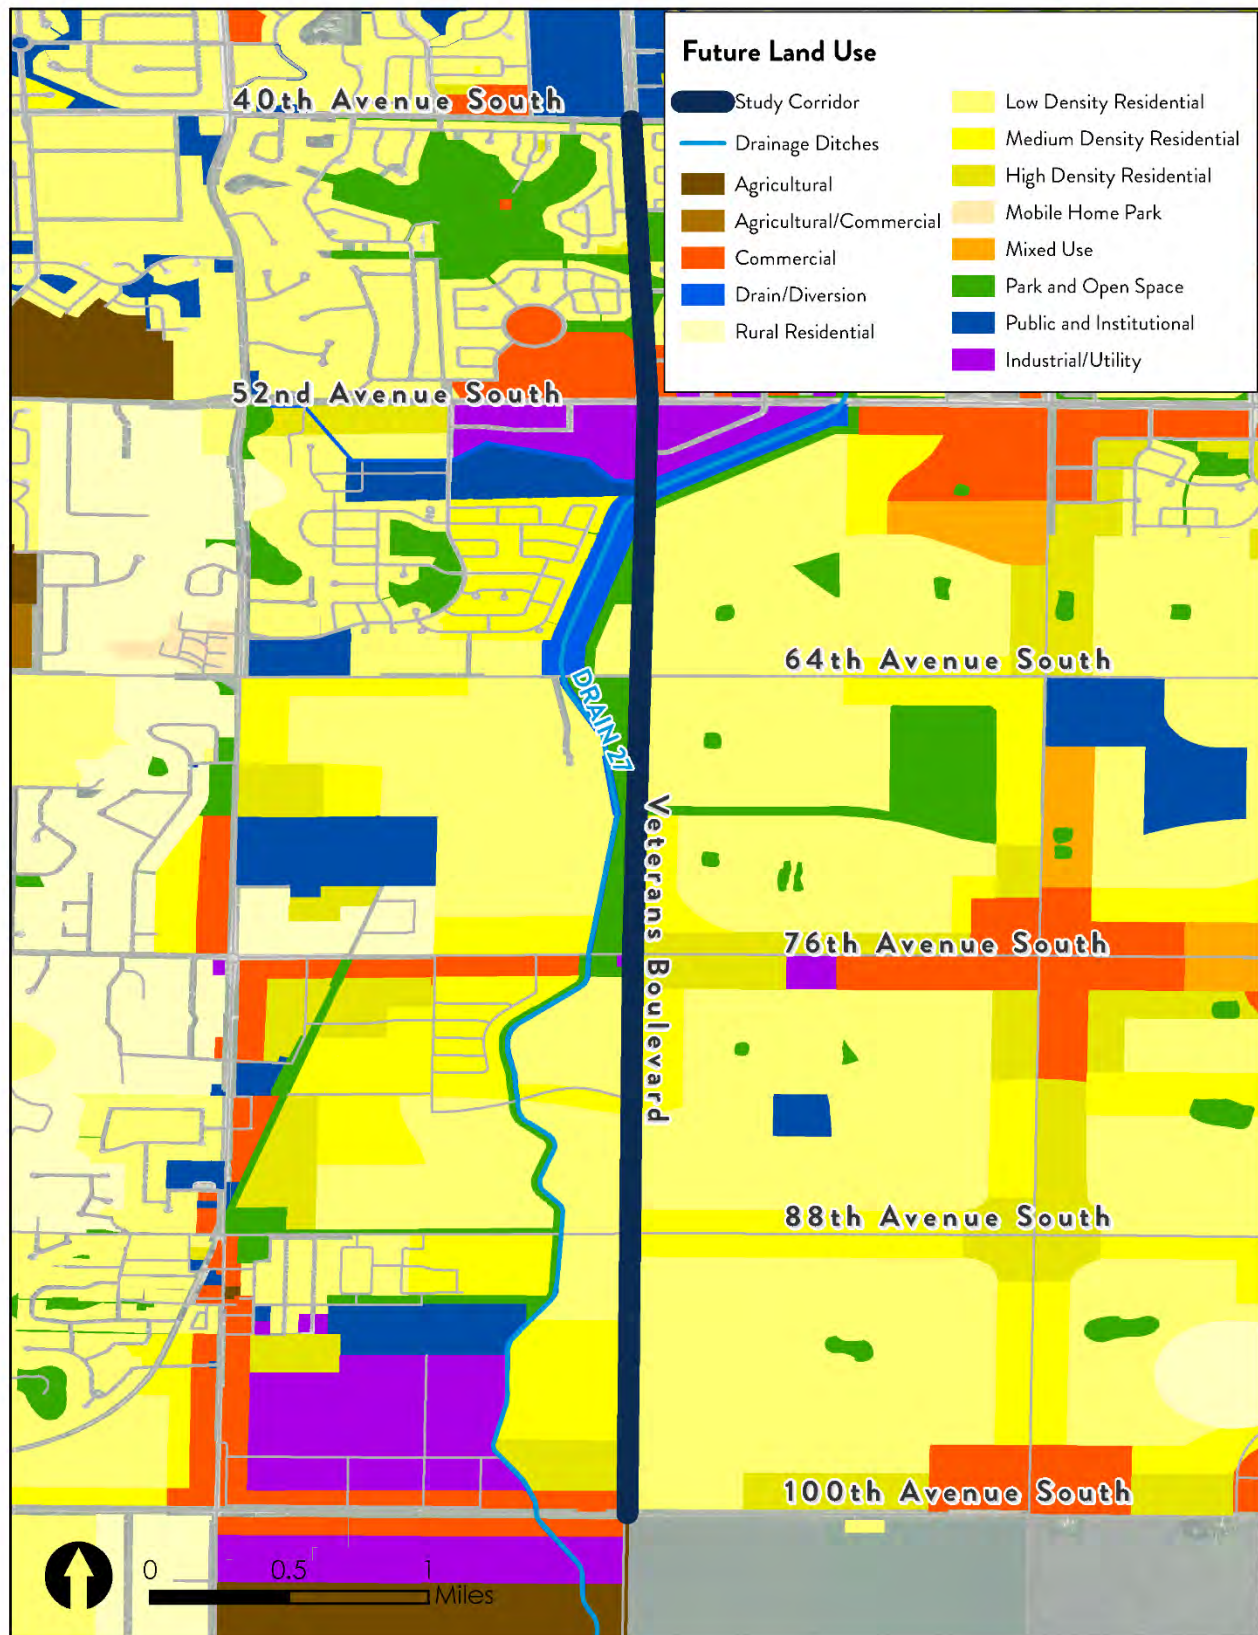 Future Land Use
Study Corridor
Drainage Ditches
Agricultural
Agricultural/Commercial
Commercial
Drain/Diversion
Rural Residential
Low Density Residential
Medium Density Residential
High Density Residential
Mobile Home Park
Mixed Use
Park and Open Space
Public and Institutional
Industrial/Utility
40th Avenue South
52nd Avenue South
64th Avenue South
DRAIN 27
Veterans Boulevard
76th Avenue South
88th Avenue South
100th Avenue South
0 0.5 1
Miles